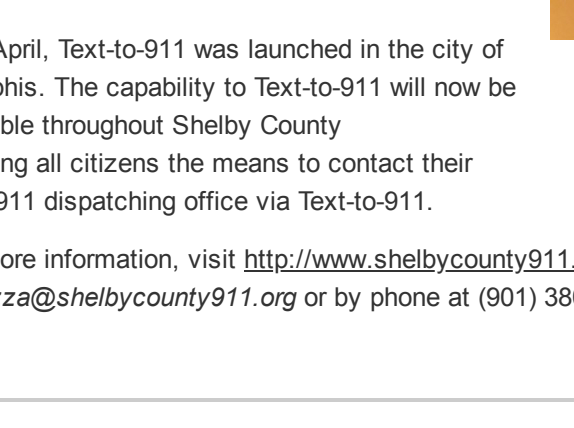 April, Text-to-911 was launched in the city of
phis. The capability to Text-to-911 will now be
ble throughout Shelby County
ng all citizens the means to contact their
911 dispatching office via Text-to-911.
ore information, visit http://www.shelbycounty911.
za@shelbycounty911.org or by phone at (901) 38